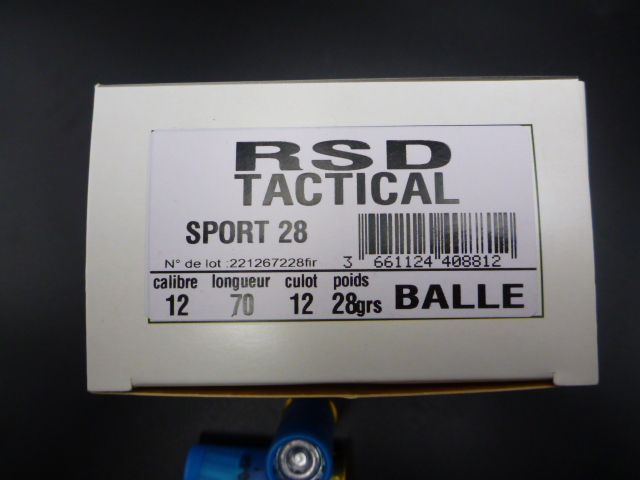 RSD
TACTICAL
SPORT 28
N° de lot :221267228fir
3 661124 408812
calibre longueur culot poids
12 70 12 28grs BALLE